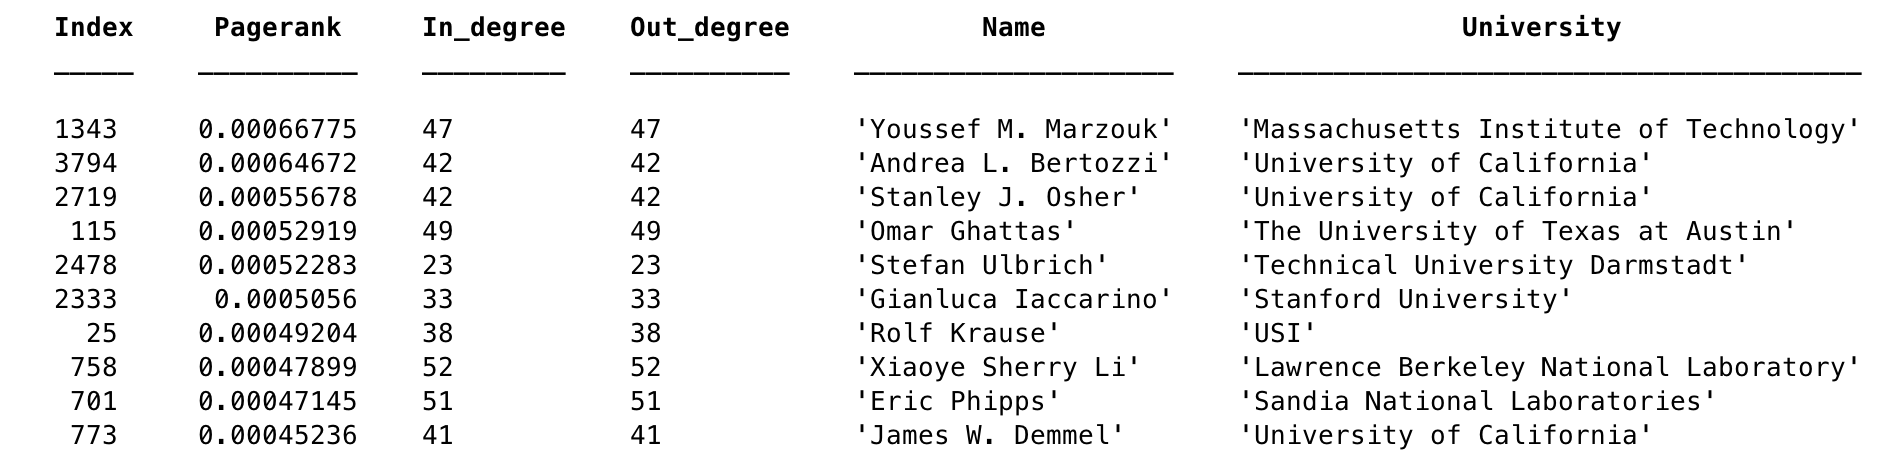 Index Pagerank In_degree Out_degree Name University
1343 0.00066775 47 47 'Youssef M. Marzouk' 'Massachusetts Institute of Technology'
3794 0.00064672 42 42 'Andrea L. Bertozzi' 'University of California'
2719 0.00055678 42 42 'Stanley J. Osher' 'University of California'
115 0.00052919 49 49 'Omar Ghattas' 'The University of Texas at Austin'
2478 0.00052283 23 23 'Stefan Ulbrich' 'Technical University Darmstadt'
2333 0.0005056 33 33 'Gianluca Iaccarino' 'Stanford University'
25 0.00049204 38 38 'Rolf Krause' 'USI'
758 0.00047899 52 52 'Xiaoye Sherry Li' 'Lawrence Berkeley National Laboratory'
701 0.00047145 51 51 'Eric Phipps' 'Sandia National Laboratories'
773 0.00045236 41 41 'James W. Demmel' 'University of California'